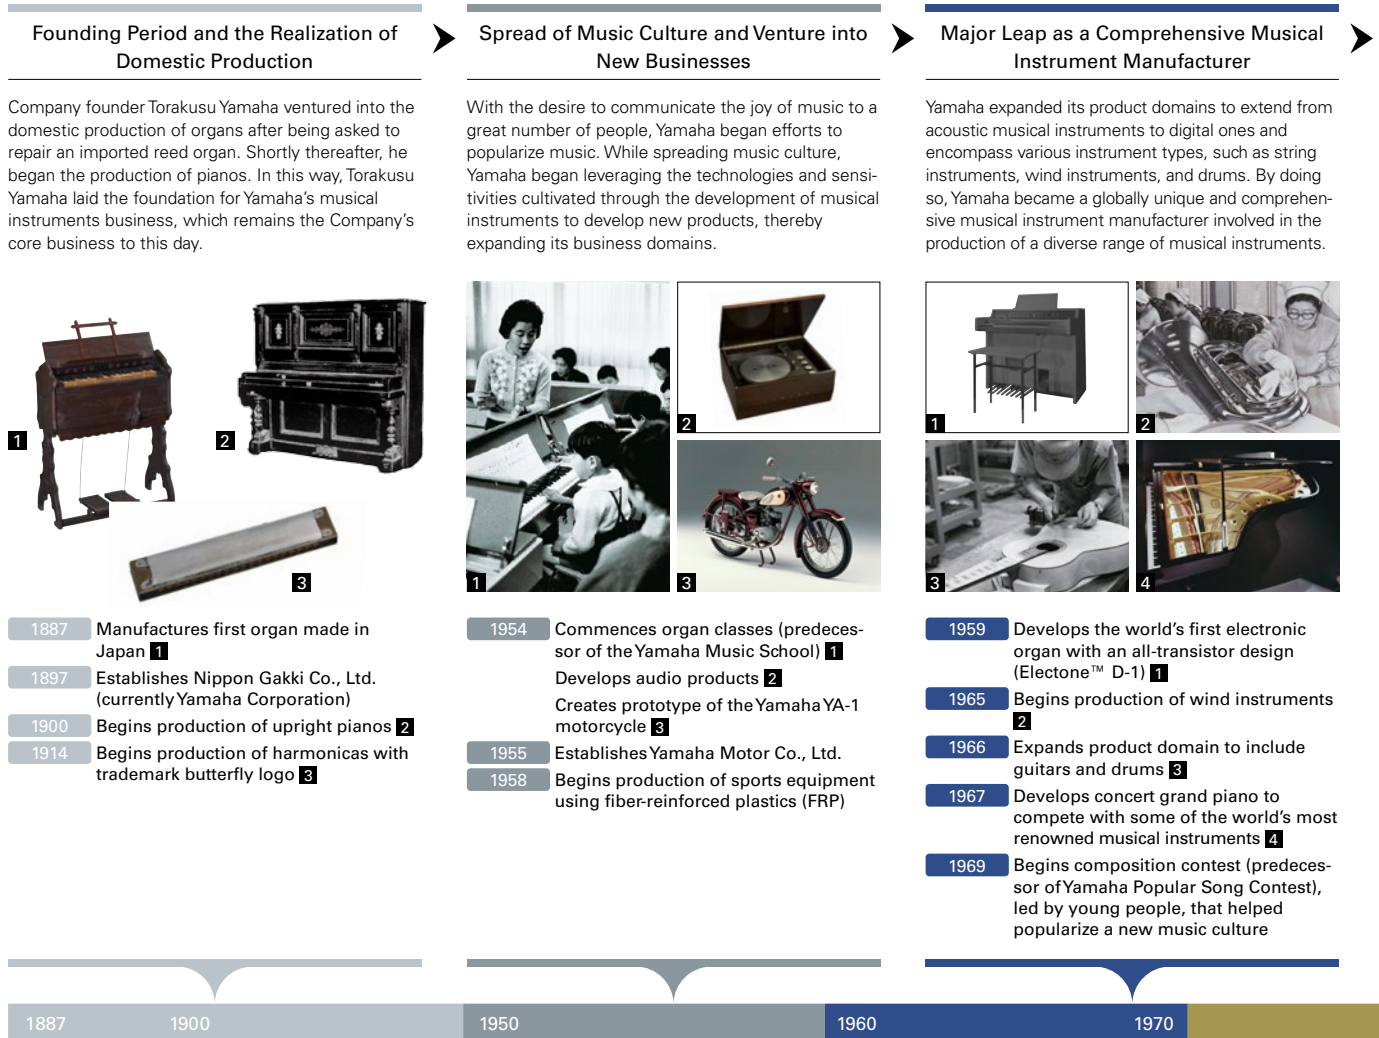 Founding Period and the Realization of
Domestic Production
Company founder Torakusu Yamaha ventured into the
domestic production of organs after being asked to
repair an imported reed organ. Shortly thereafter, he
began the production of pianos. In this way, Torakusu
Yamaha laid the foundation for Yamaha's musical
instruments business, which remains the Company's
core business to this day.
1
2
3
1887 Manufactures first organ made in
Japan 1
1897 Establishes Nippon Gakki Co., Ltd.
(currently Yamaha Corporation)
1900 Begins production of upright pianos 2
1914 Begins production of harmonicas with
trademark butterfly logo 3
Spread of Music Culture and Venture into
New Businesses
With the desire to communicate the joy of music to a
great number of people, Yamaha began efforts to
popularize music. While spreading music culture,
Yamaha began leveraging the technologies and sensi-
tivities cultivated through the development of musical
instruments to develop new products, thereby
expanding its business domains.
1
2
3
1954 Commences organ classes (predeces-
sor of the Yamaha Music School) 1
Develops audio products 2
Creates prototype of the Yamaha YA-1
motorcycle 3
1955 Establishes Yamaha Motor Co., Ltd.
1958 Begins production of sports equipment
using fiber-reinforced plastics (FRP)
Major Leap as a Comprehensive Musical
Instrument Manufacturer
Yamaha expanded its product domains to extend from
acoustic musical instruments to digital ones and
encompass various instrument types, such as string
instruments, wind instruments, and drums. By doing
so, Yamaha became a globally unique and comprehen-
sive musical instrument manufacturer involved in the
production of a diverse range of musical instruments.
1
2
3
4
1959 Develops the world's first electronic
organ with an all-transistor design
(Electone™ D-1) 1
1965 Begins production of wind instruments
2
1966 Expands product domain to include
guitars and drums 3
1967 Develops concert grand piano to
compete with some of the world's most
renowned musical instruments 4
1969 Begins composition contest (predeces-
sor of Yamaha Popular Song Contest),
led by young people, that helped
popularize a new music culture
1887 1900 1950 1960 1970